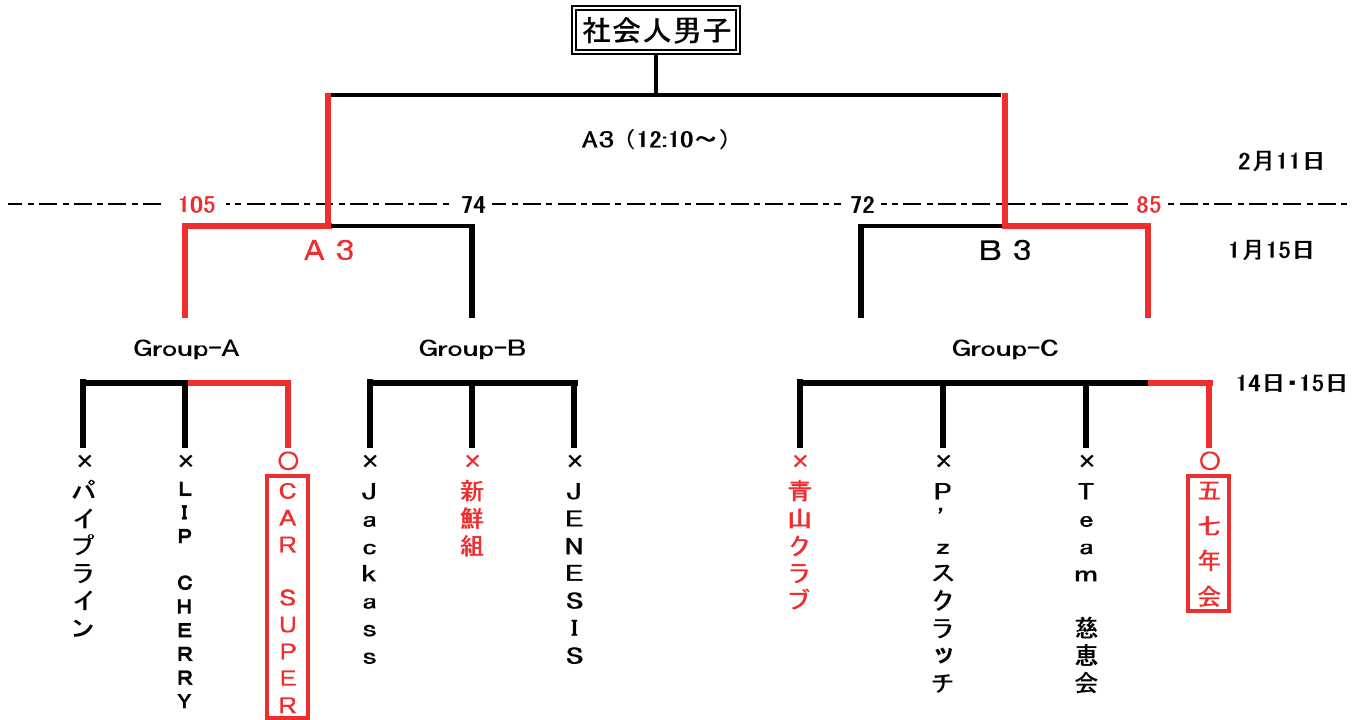 社会人男子
A3（12:10～）
2月11日
105
74
72
85
A 3
B 3
1月15日
Group-A
Group-B
Group-C
14日・15日
×
×
○
×
×
×
×
×
×
○
パイプライン
LIP CHERRY
CAR SUPER
Jackass
新鮮組
JENESIS
青山クラブ
P’zスクラッチ
Team 慈恵会
五七年会